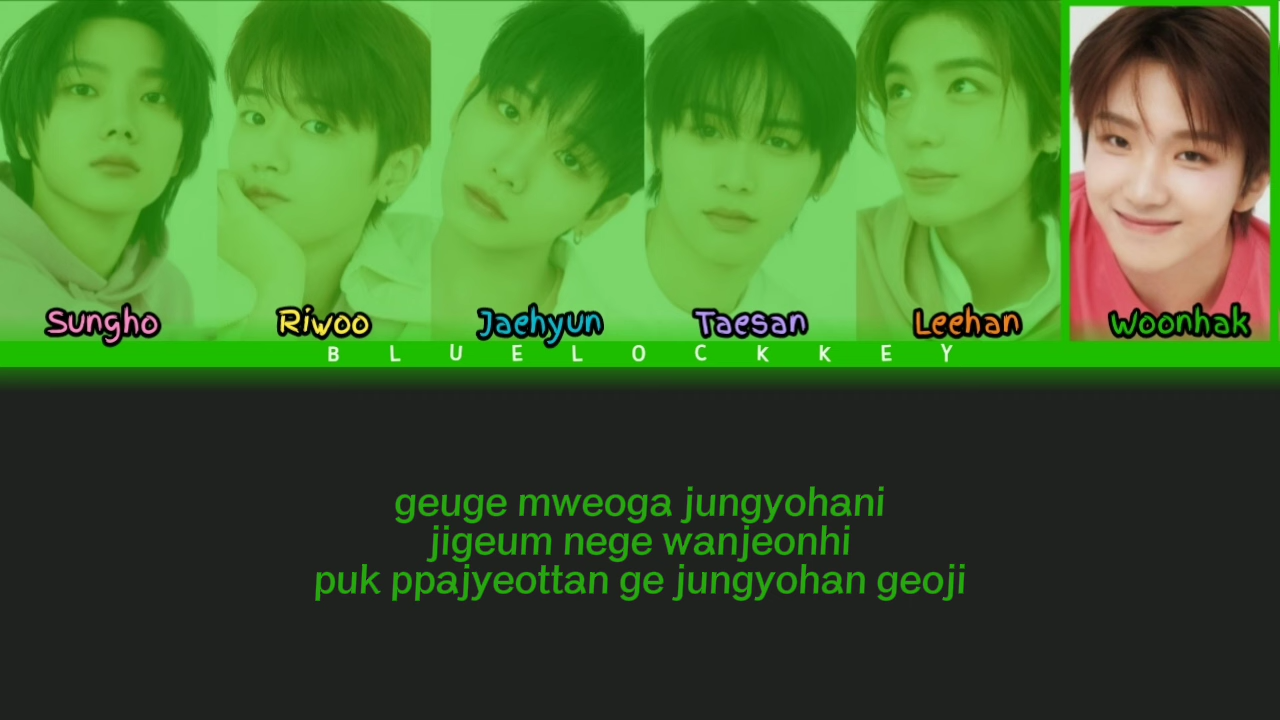 Sungho
Riwoo
Jaehyun
Taesan
Leehan
Woonhak
B L U E L O C K K E Y
geuge mweoga jungyohani
jigeum nege wanjeonhi
puk ppajyeottan ge jungyohan geoji